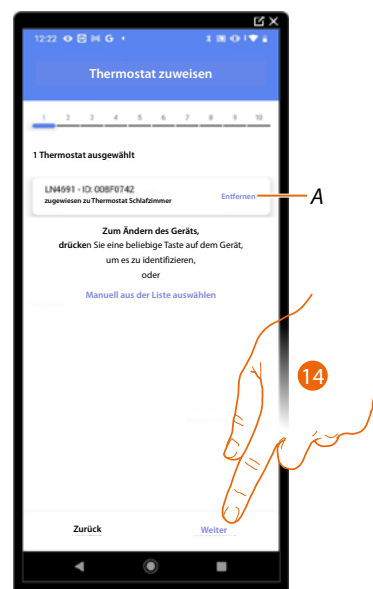 12:22 G
Thermostat zuweisen
1 2 3 4 5 6 7 8 9 10
1 Thermostat ausgewählt
LN4691 - ID: 008F0742
zugewiesen zu Thermostat Schlafzimmer
Entfernen
A
Zum Ändern des Geräts,
drücken Sie eine beliebige Taste auf dem Gerät,
um es zu identifizieren,
oder
Manuell aus der Liste auswählen
14
Zurück Weiter